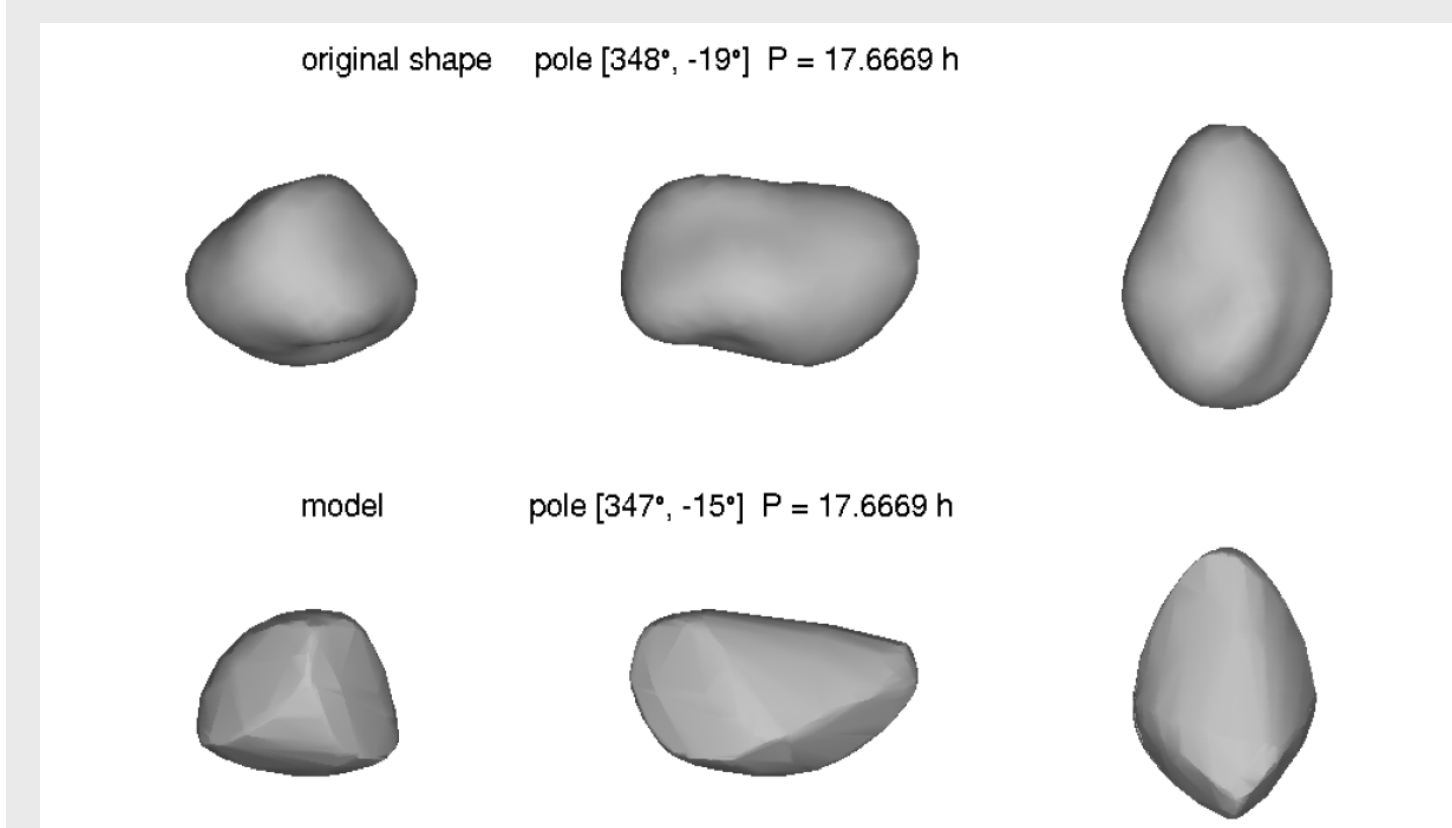 original shape pole [348°, -19°] P = 17.6669 h
model pole [347°, -15°] P = 17.6669 h